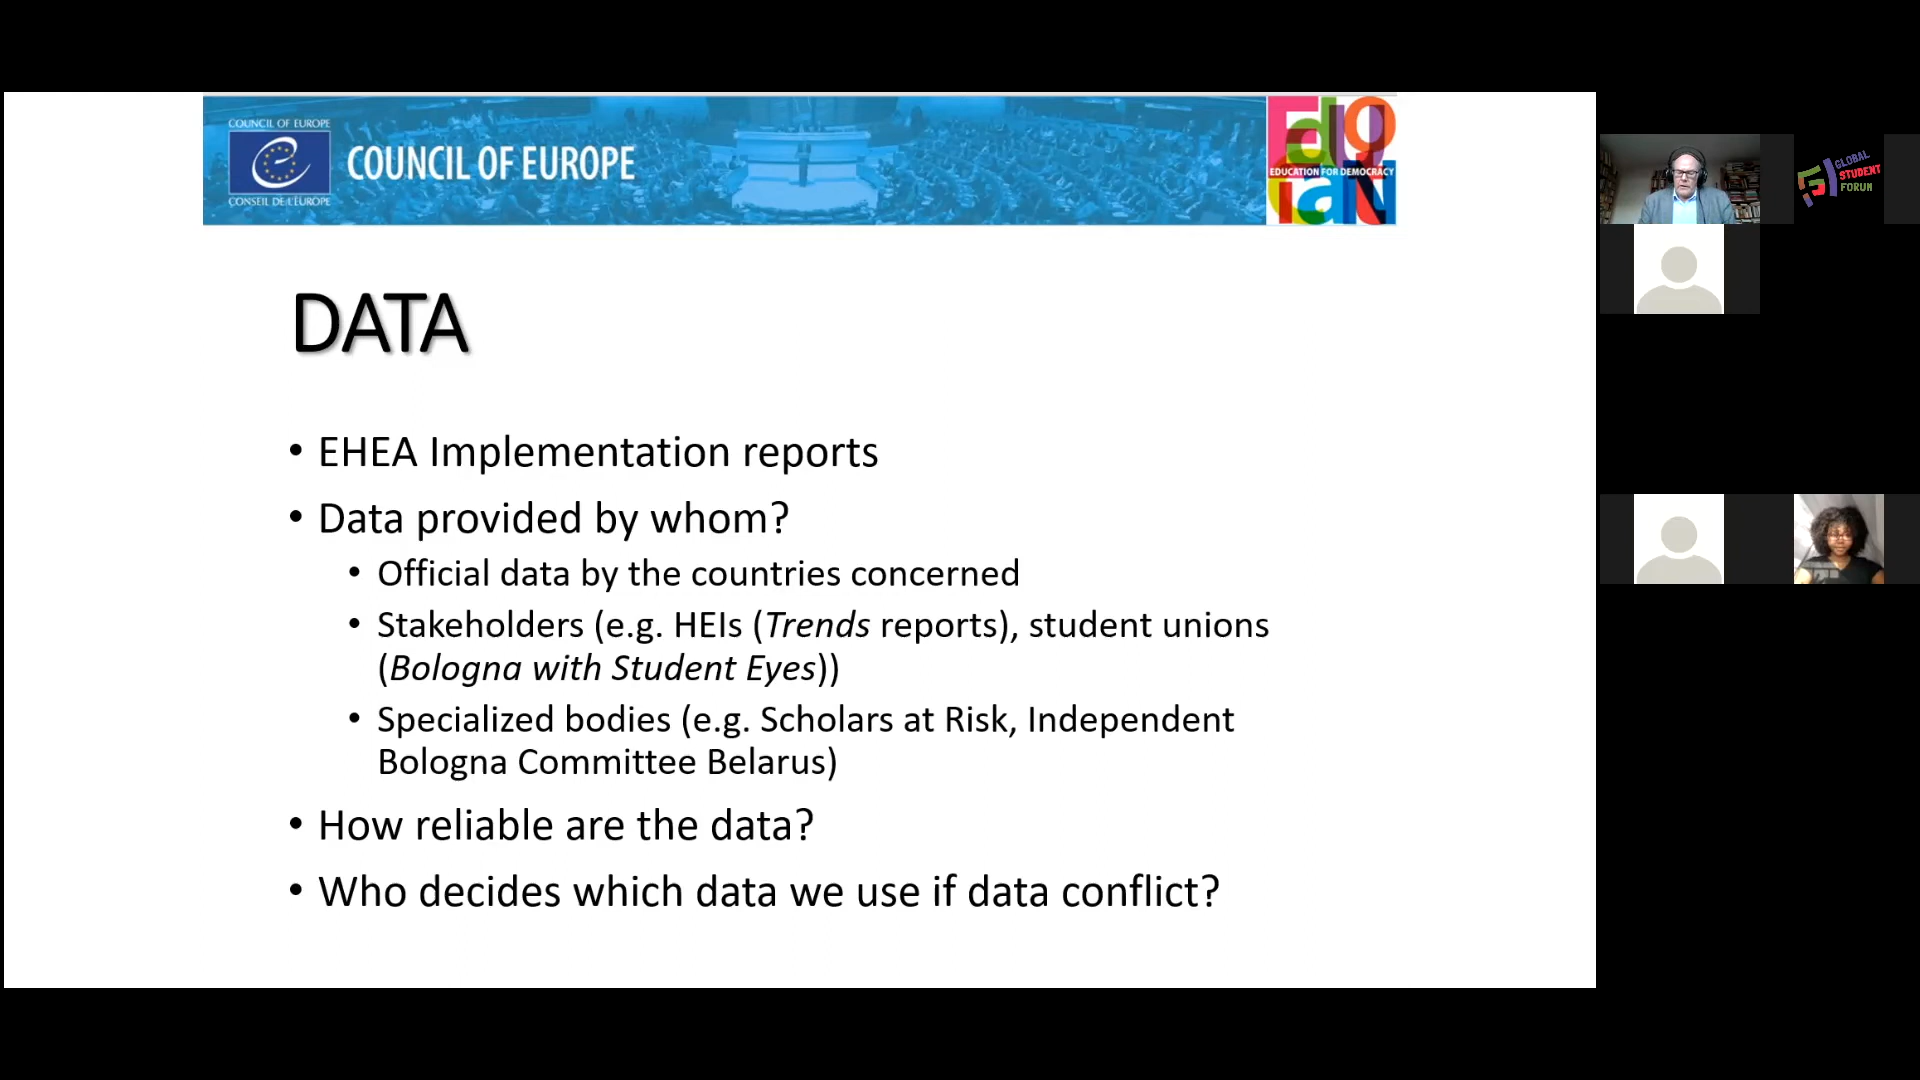 COUNCIL OF EUROPE
COUNCIL OF EUROPE
CONSEIL DE L'EUROPE
EDUCATION FOR DEMOCRACY
GLOBAL
STUDENT
FORUM
DATA
• EHEA Implementation reports
• Data provided by whom?
• Official data by the countries concerned
• Stakeholders (e.g. HEIs (Trends reports), student unions
(Bologna with Student Eyes))
• Specialized bodies (e.g. Scholars at Risk, Independent
Bologna Committee Belarus)
• How reliable are the data?
• Who decides which data we use if data conflict?